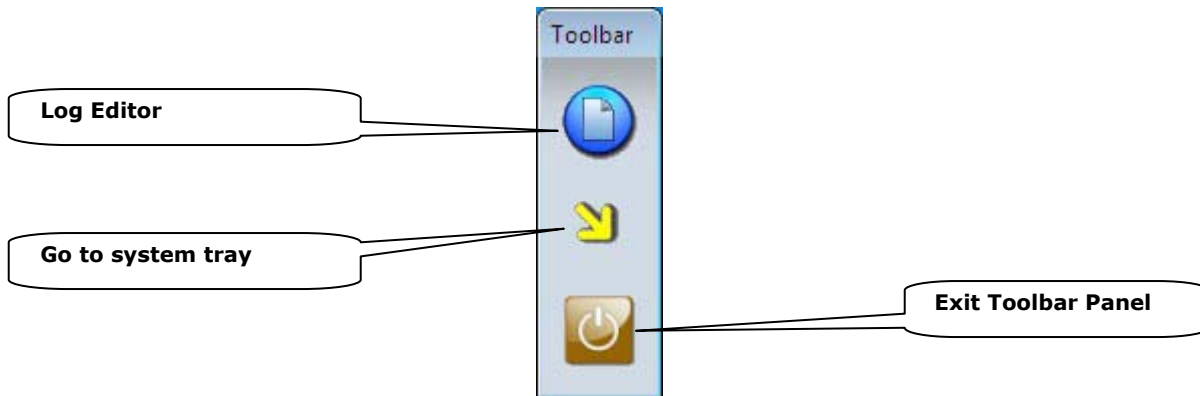 Toolbar
Log Editor
Go to system tray
Exit Toolbar Panel